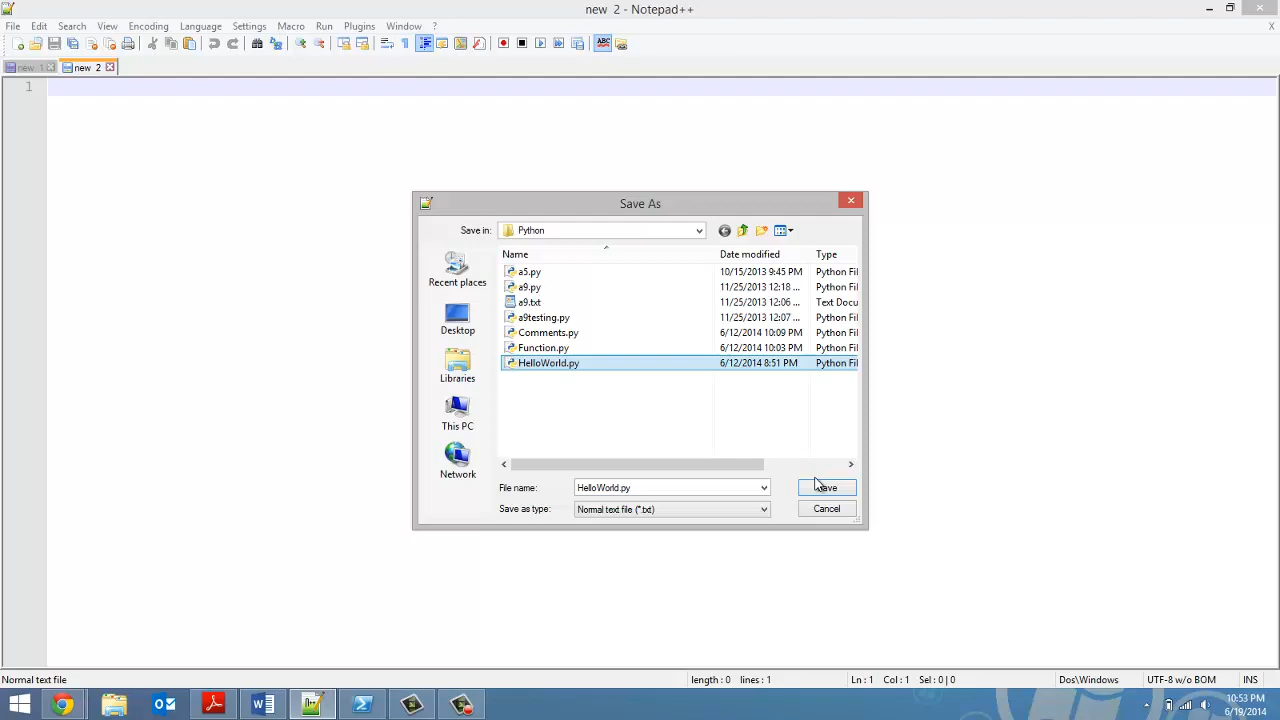 new 2 - Notepad++
File Edit Search View Encoding Language Settings Macro Run Plugins Window ?
X
ABC
new 1 new 2
1
Save As
Save in: Python
Name Date modified Type
a5.py 10/15/2013 9:45 PM Python Fil
a9.py 11/25/2013 12:18 ... Python Fil
a9.txt 11/25/2013 12:06 ... Text Docu
a9testing.py 11/25/2013 12:07 ... Python Fil
Comments.py 6/12/2014 10:09 PM Python Fil
Function.py 6/12/2014 10:03 PM Python Fil
HelloWorld.py 6/12/2014 8:51 PM Python Fil
Recent places
Desktop
Libraries
This PC
Network
File name: HelloWorld.py Save
Save as type: Normal text file (*.txt) Cancel
Normal text file length : 0 lines : 1 Ln : 1 Col : 1 Sel : 0 | 0 Dos\Windows UTF-8 w/o BOM INS
10:53 PM
6/19/2014